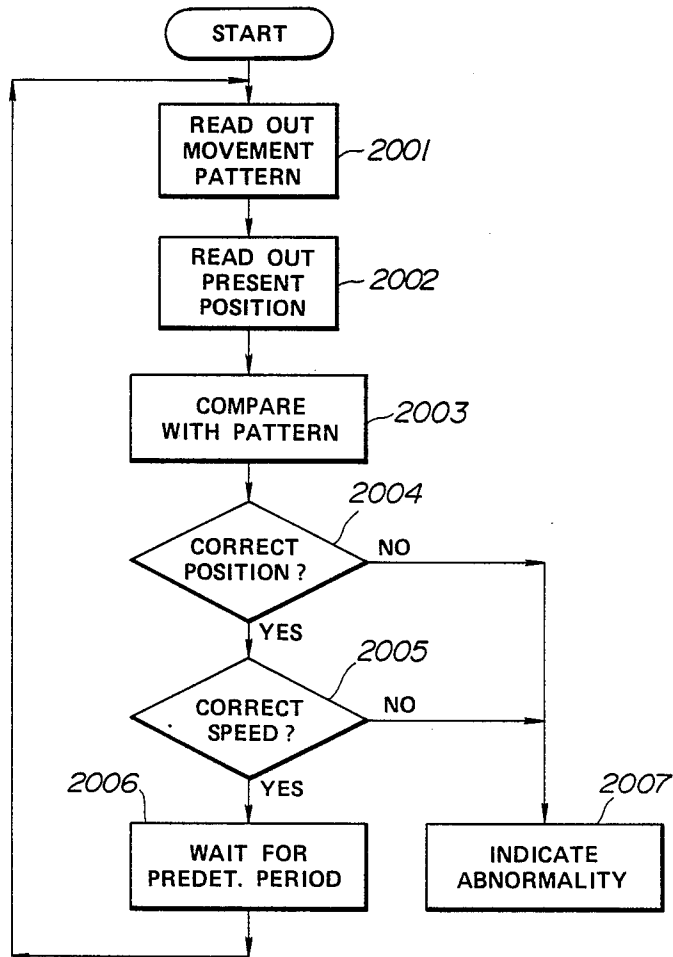 START
READ OUT
MOVEMENT
PATTERN
2001
READ OUT
PRESENT
POSITION
2002
COMPARE
WITH PATTERN
2003
2004
CORRECT
POSITION ?
NO
YES
2005
CORRECT
SPEED ?
NO
YES
2006
WAIT FOR
PREDET. PERIOD
2007
INDICATE
ABNORMALITY